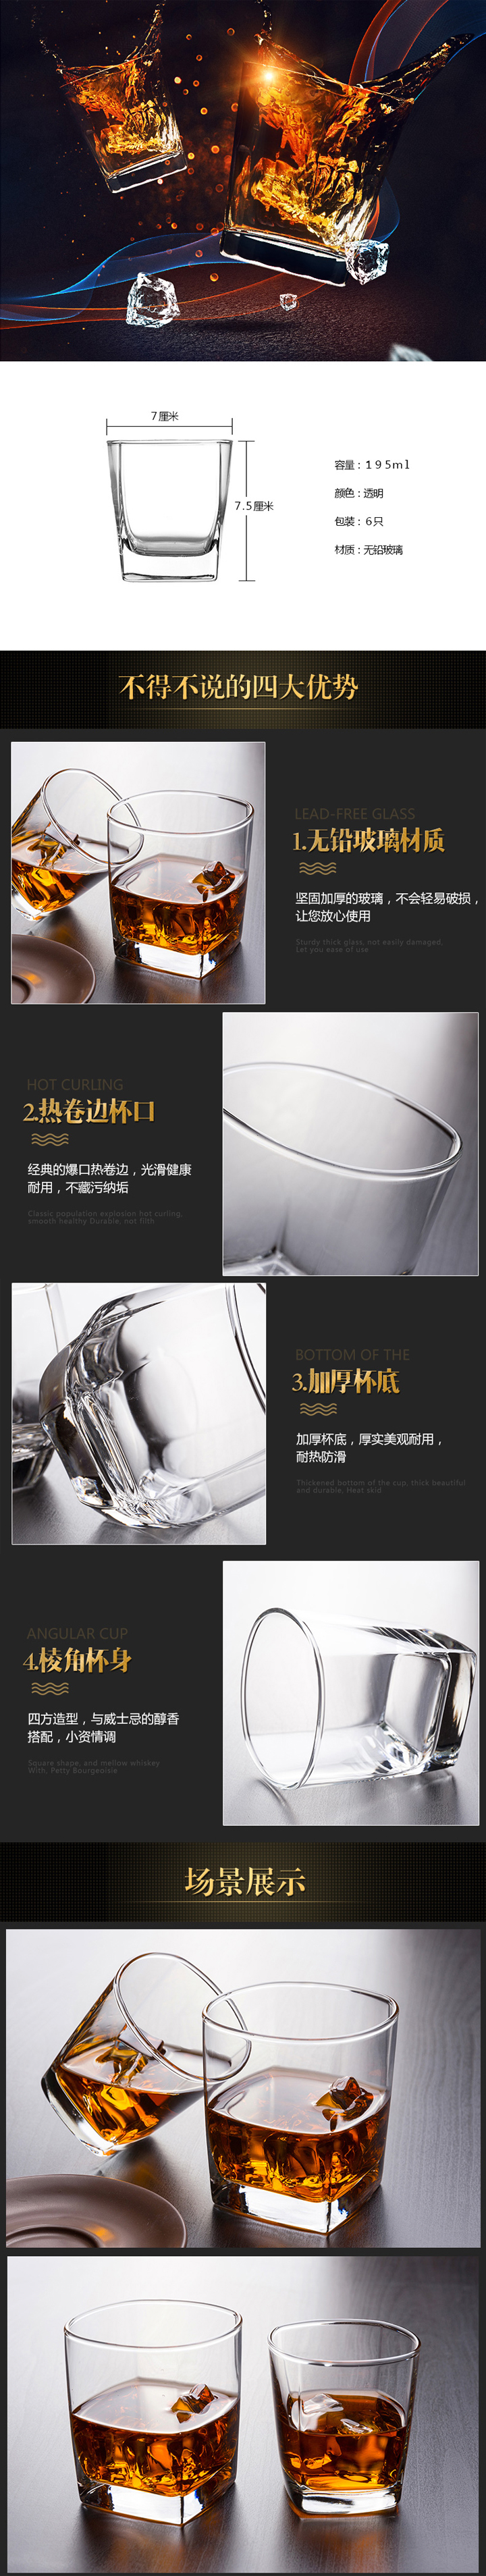 7厘米
7.5厘米
容量：195ml
颜色：透明
包装：6只
材质：无铅玻璃
不得不说的四大优势
LEAD-FREE GLASS
1.无铅玻璃材质
坚固加厚的玻璃，不会轻易破损，
让您放心使用
Sturdy thick glass, not easily damaged,
Let you ease of use
HOT CURLING
2.热卷边杯口
经典的爆口热卷边，光滑健康
耐用，不藏污纳垢
Classic population explosion hot curling,
smooth healthy Durable, not filth
BOTTOM OF THE
3.加厚杯底
加厚杯底，厚实美观耐用，
耐热防滑
Thickened bottom of the cup, thick beautiful
and durable, Heat skid
ANGULAR CUP
4.棱角杯身
四方造型，与威士忌的醇香
搭配，小资情调
Square shape, and mellow whiskey
With, Petty Bourgeoisie
场景展示